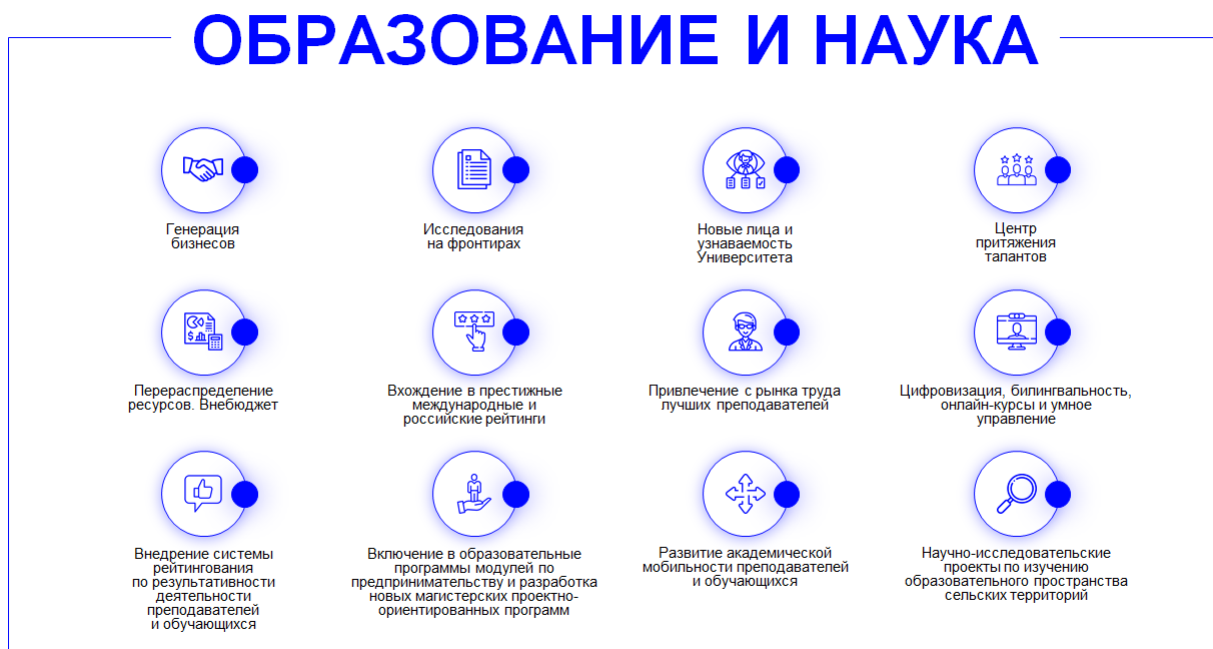 ОБРАЗОВАНИЕ И НАУКА
Генерация
бизнесов
Исследования
на фронтирах
Новые лица и
узнаваемость
Университета
Центр
притяжения
талантов
Перераспределение
ресурсов. Внебюджет
Вхождение в престижные
международные и
российские рейтинги
Привлечение с рынка труда
лучших преподавателей
Цифровизация, билингвальность,
онлайн-курсы и умное
управление
Внедрение системы
рейтингования
по результативности
деятельности
преподавателей
и обучающихся
Включение в образовательные
программы модулей по
предпринимательству и разработка
новых магистерских проектно-
ориентированных программ
Развитие академической
мобильности преподавателей
и обучающихся
Научно-исследовательские
проекты по изучению
образовательного пространства
сельских территорий